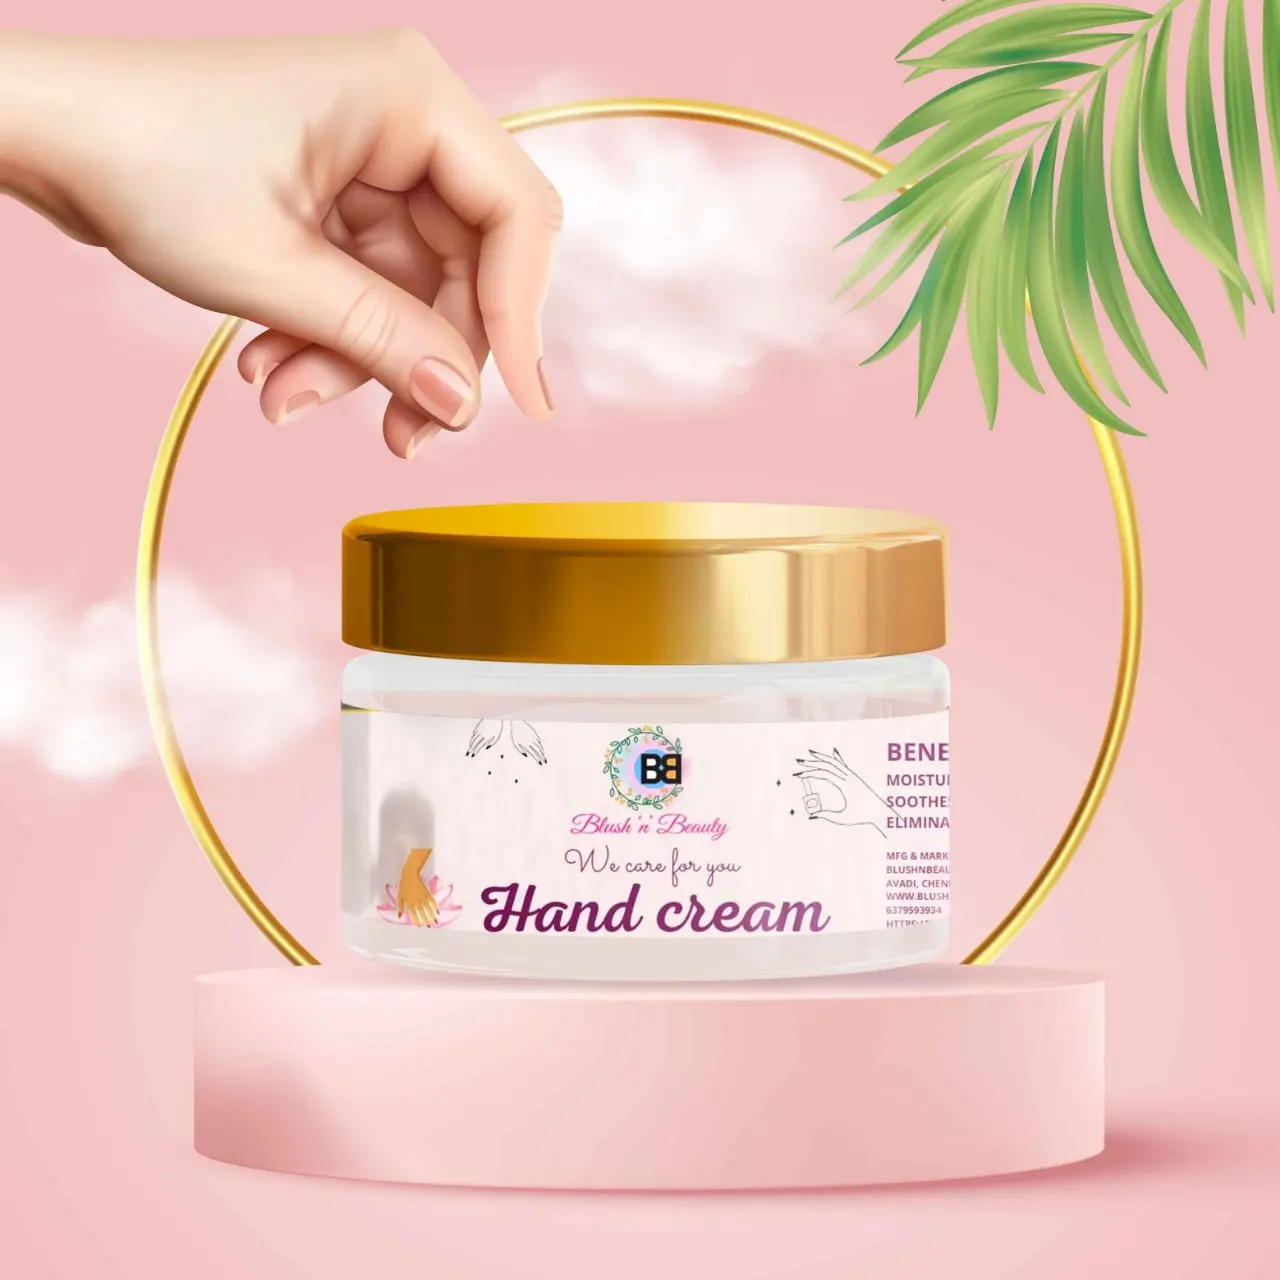 BB
Blush 'n' Beauty
We care for you
Hand cream
BENE
MOISTUR
SOOTHES
ELIMINA
MFG & MARK
BLUSHNBEAU
AVADI, CHEN
WWW.BLUSH
6379593934